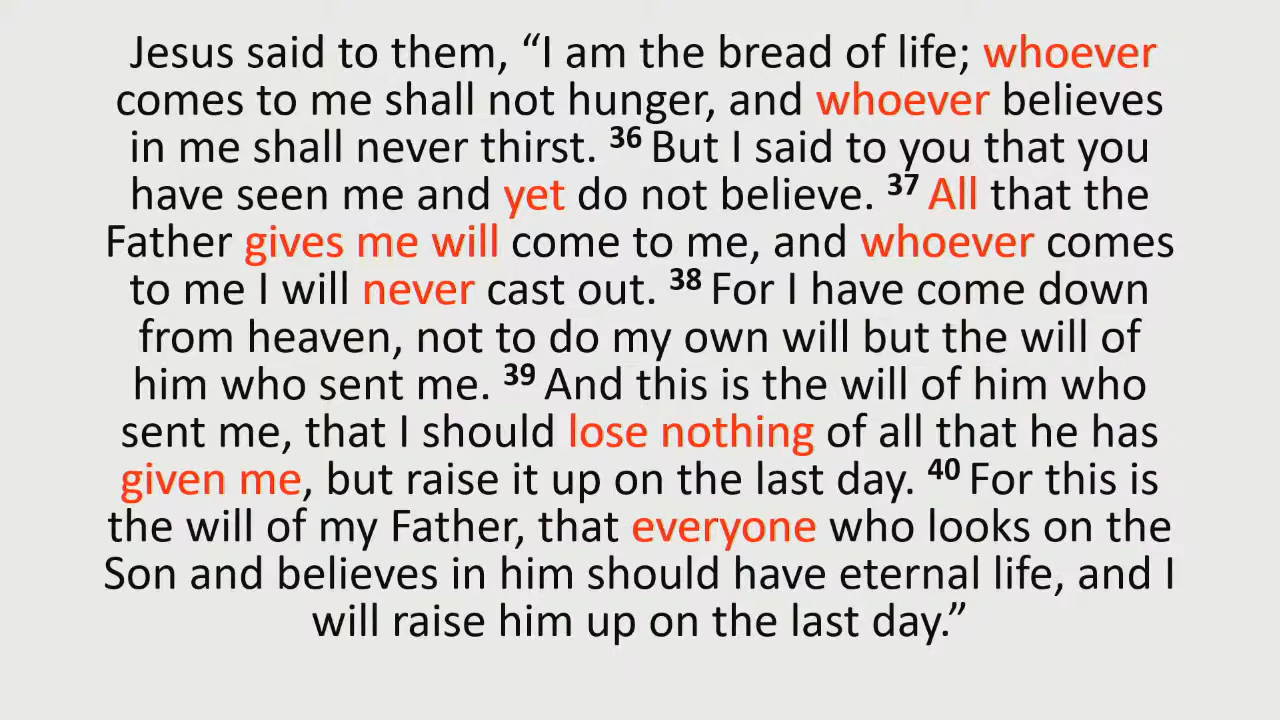 Jesus said to them, “I am the bread of life; whoever
comes to me shall not hunger, and whoever believes
in me shall never thirst. 36 But I said to you that you
have seen me and yet do not believe. 37 All that the
Father gives me will come to me, and whoever comes
to me I will never cast out. 38 For I have come down
from heaven, not to do my own will but the will of
him who sent me. 39 And this is the will of him who
sent me, that I should lose nothing of all that he has
given me, but raise it up on the last day. 40 For this is
the will of my Father, that everyone who looks on the
Son and believes in him should have eternal life, and I
will raise him up on the last day.”